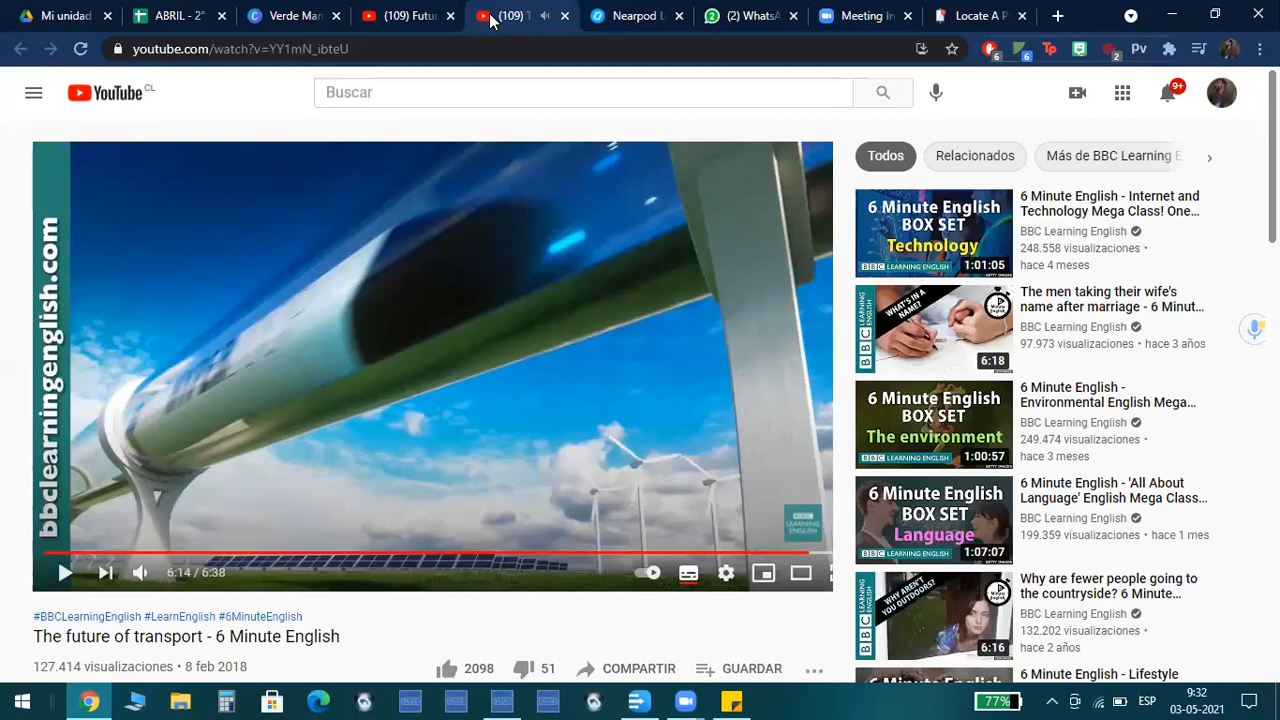 Mi unidad
ABRIL - 2°
Verde Mar
(109) Futur
(109) T
Nearpod L
(2) WhatsA
Meeting in
Locate A P
youtube.com/watch?v=YY1mN_ibteU
6
6
Tp
2
Pv
YouTube CL
Buscar
9+
bbclearningenglish.com
BBC
LEARNING
ENGLISH
6:14 / 6:38
#BBCLearningEnglish #LearnEnglish #6MinuteEnglish
The future of transport - 6 Minute English
127.414 visualizaciones • 8 feb 2018
2098
51
COMPARTIR
GUARDAR
Todos
Relacionados
Más de BBC Learning E
6 Minute English
BOX SET
Technology
BBC LEARNING ENGLISH
1:01:05
6 Minute English - Internet and
Technology Mega Class! One...
BBC Learning English
248.558 visualizaciones •
hace 4 meses
WHAT'S IN A
NAME?
BBC LEARNING ENGLISH
6:18
The men taking their wife's
name after marriage - 6 Minut...
BBC Learning English
97.973 visualizaciones • hace 3 años
6 Minute English
BOX SET
The environment
BBC LEARNING ENGLISH
1:00:57
6 Minute English -
Environmental English Mega...
BBC Learning English
249.474 visualizaciones •
hace 3 meses
6 Minute English
BOX SET
Language
BBC LEARNING ENGLISH
1:07:07
6 Minute English - 'All About
Language' English Mega Class...
BBC Learning English
199.359 visualizaciones • hace 1 mes
WHY AREN'T
YOU OUTDOORS?
BBC LEARNING ENGLISH
6:16
Why are fewer people going to
the countryside? 6 Minute...
BBC Learning English
132.202 visualizaciones •
hace 2 años
6 Minute English
6 Minute English - Lifestyle
77%
ESP
9:32
03-05-2021